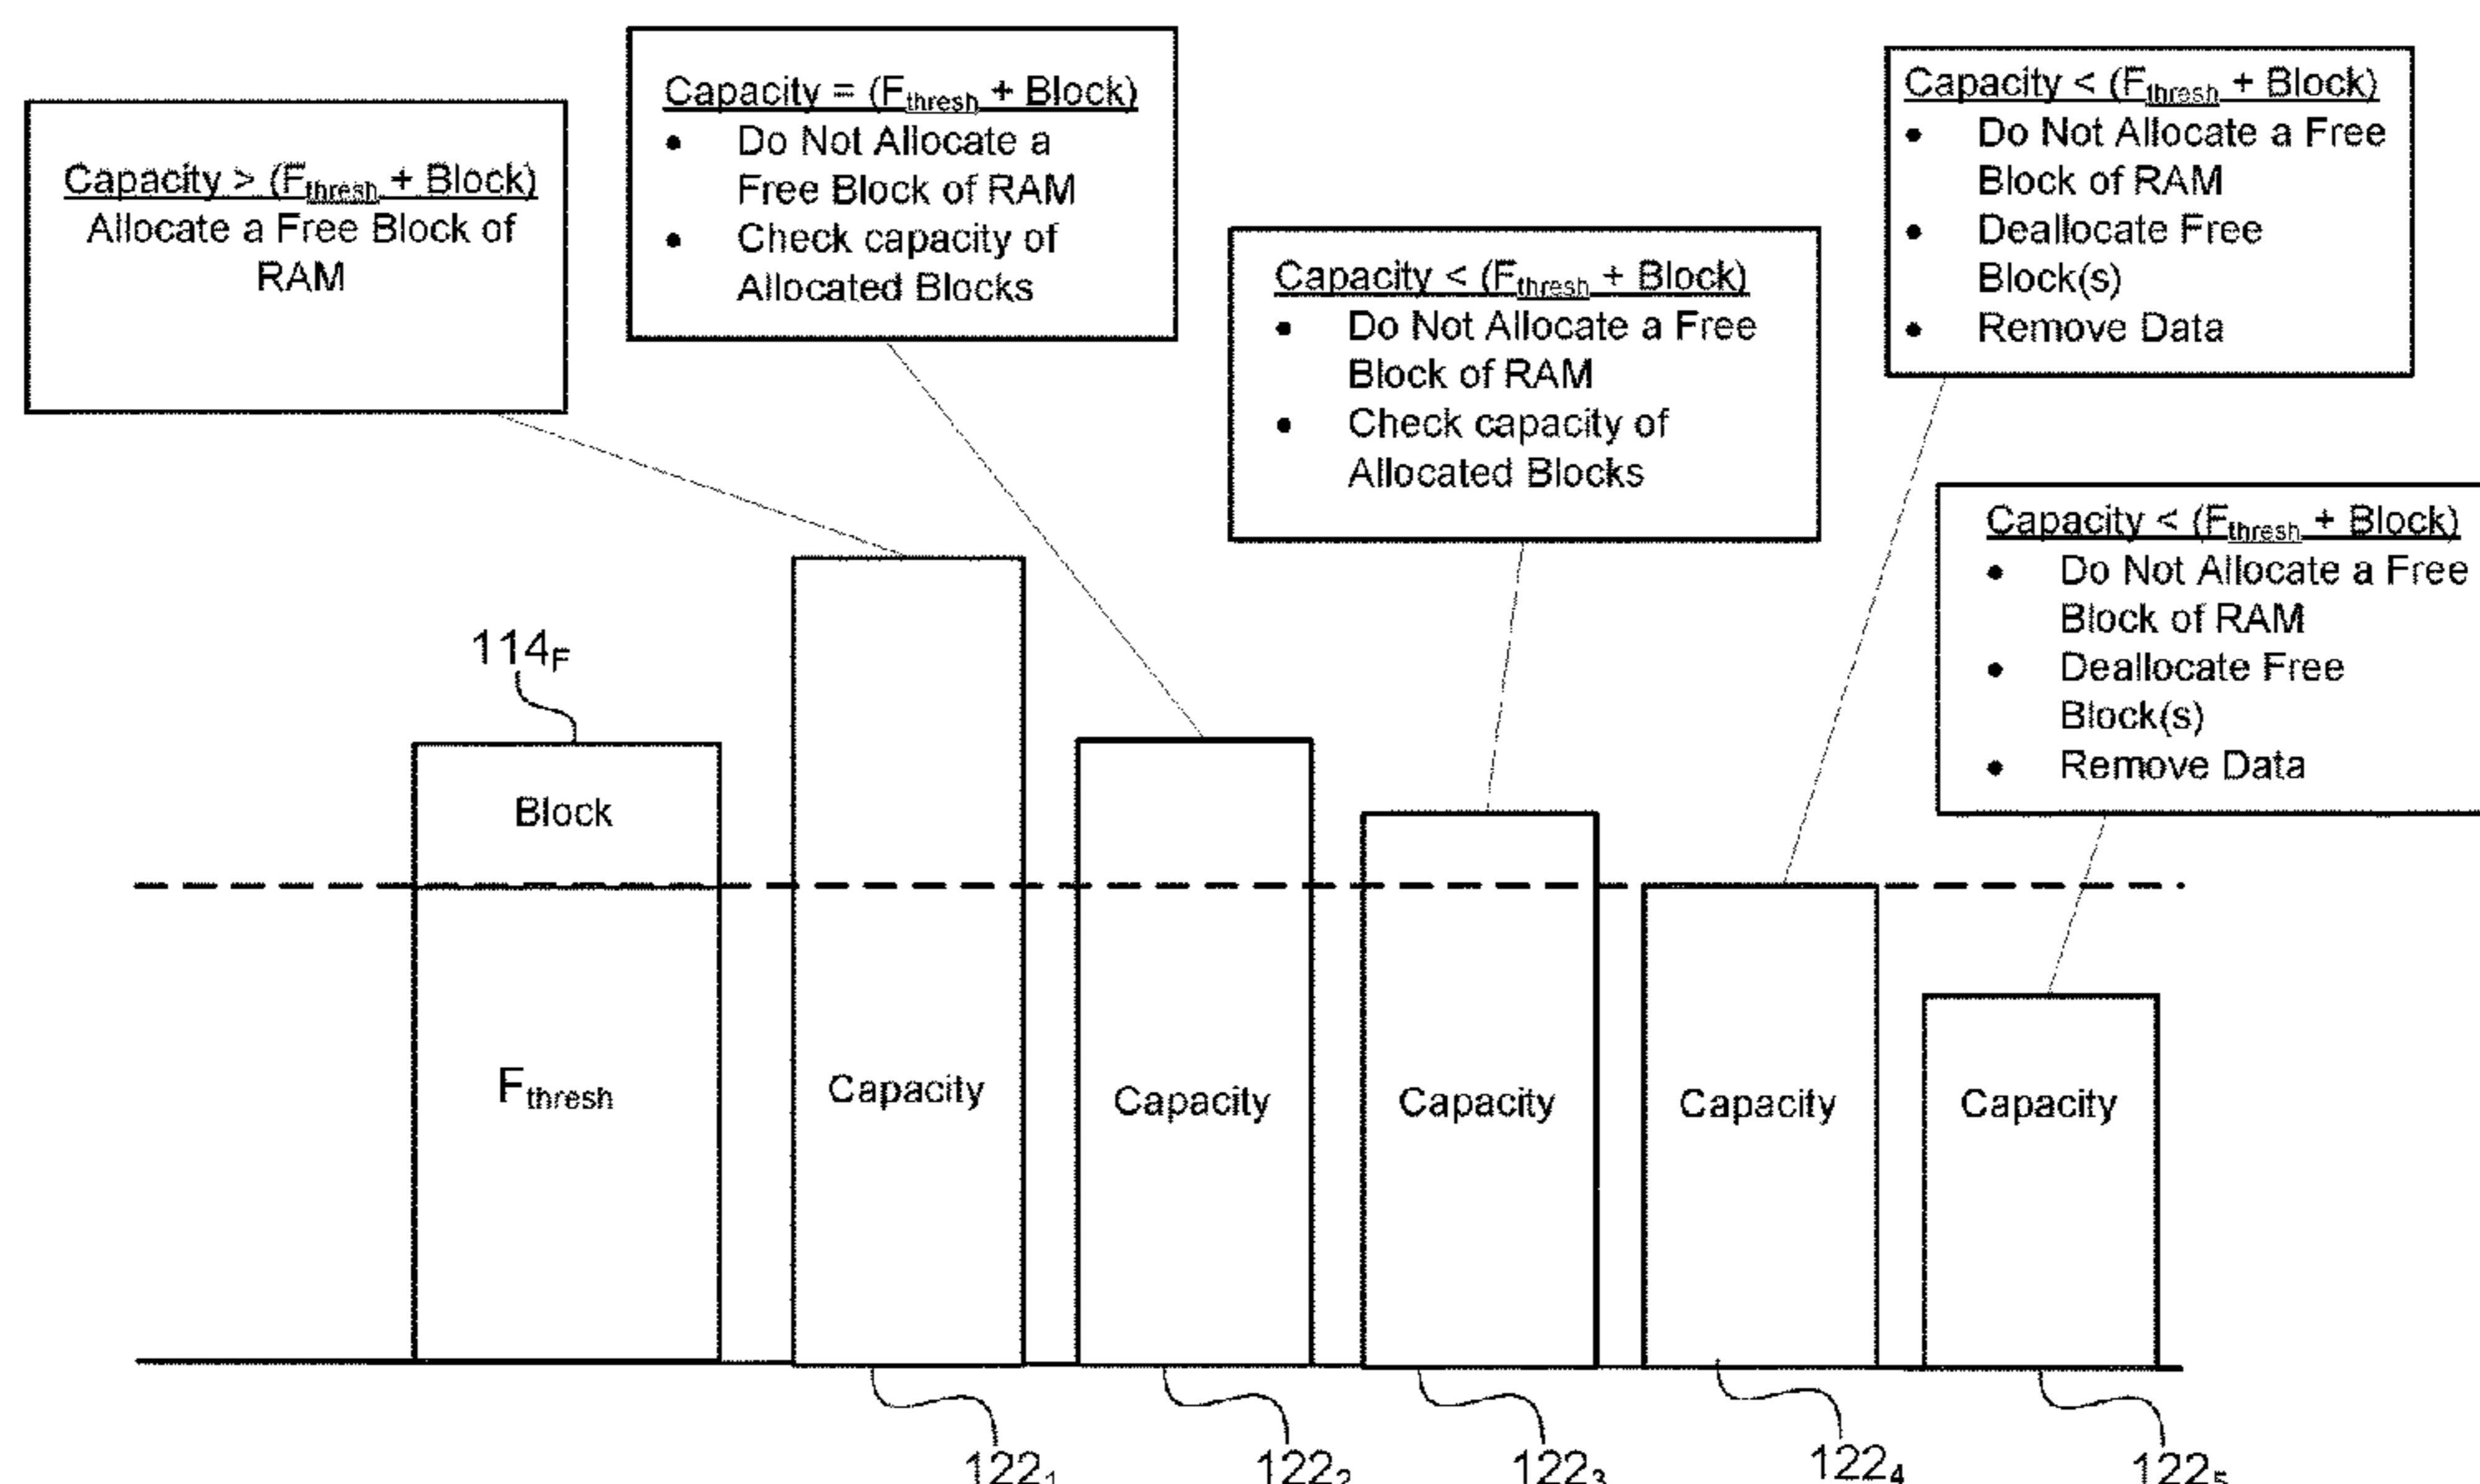 Capacity > (Fthresh + Block)
Allocate a Free Block of
RAM
Capacity = (Fthresh + Block)
• Do Not Allocate a
Free Block of RAM
• Check capacity of
Allocated Blocks
Capacity < (Fthresh + Block)
• Do Not Allocate a Free
Block of RAM
• Check capacity of
Allocated Blocks
Capacity < (Fthresh + Block)
• Do Not Allocate a Free
Block of RAM
• Deallocate Free
Block(s)
• Remove Data
Capacity < (Fthresh + Block)
• Do Not Allocate a Free
Block of RAM
• Deallocate Free
Block(s)
• Remove Data
114F
Block
Fthresh
Capacity
Capacity
Capacity
Capacity
Capacity
122₁
122₂
122₃
122₄
122₅